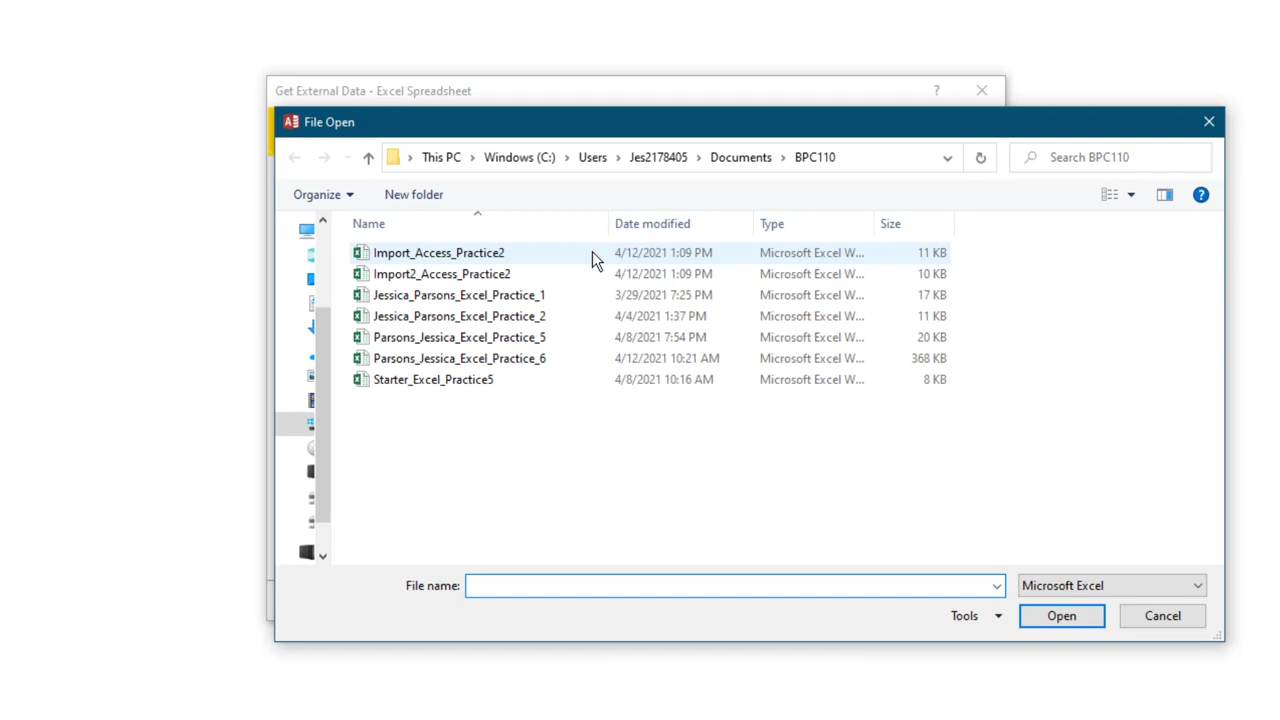 Get External Data - Excel Spreadsheet ?
A File Open
This PC Windows (C:) Users Jes2178405 Documents BPC110 Search BPC110
Organize New folder ?
Name Date modified Type Size
Import_Access_Practice2 4/12/2021 1:09 PM Microsoft Excel W... 11 KB
Import2_Access_Practice2 4/12/2021 1:09 PM Microsoft Excel W... 10 KB
Jessica_Parsons_Excel_Practice_1 3/29/2021 7:25 PM Microsoft Excel W... 17 KB
Jessica_Parsons_Excel_Practice_2 4/4/2021 1:37 PM Microsoft Excel W... 11 KB
Parsons_Jessica_Excel_Practice_5 4/8/2021 7:54 PM Microsoft Excel W... 20 KB
Parsons_Jessica_Excel_Practice_6 4/12/2021 10:21 AM Microsoft Excel W... 368 KB
Starter_Excel_Practice5 4/8/2021 10:16 AM Microsoft Excel W... 8 KB
File name: Microsoft Excel
Tools Open Cancel